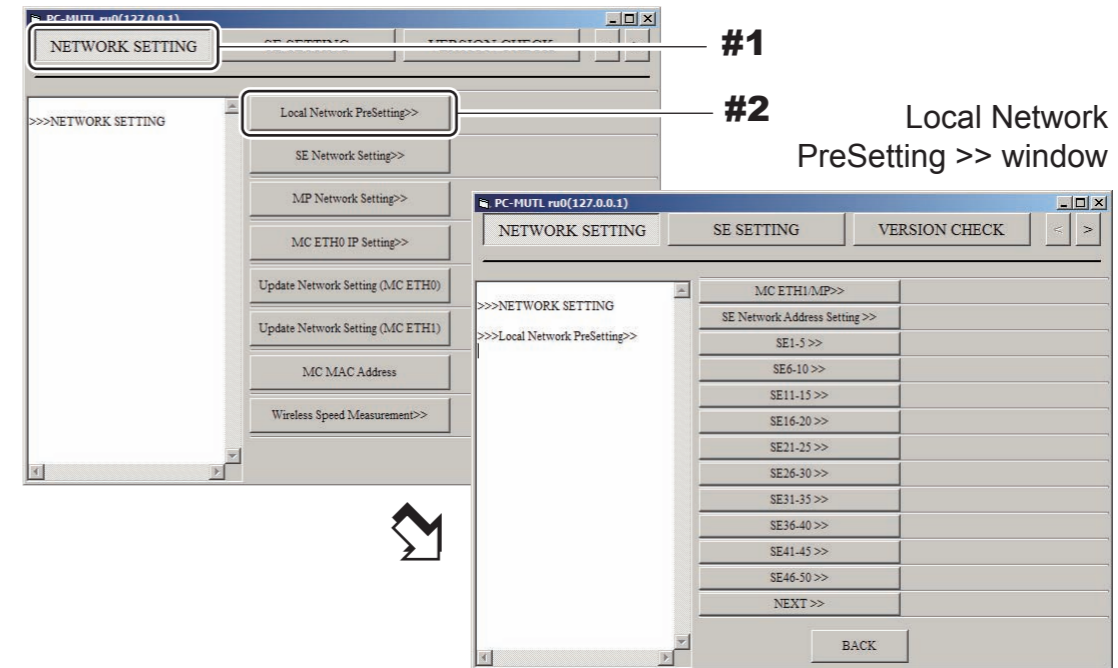 PC-MUTL ru0(127.0.0.1)
NETWORK SETTING
SE SETTING
VERSION CHECK
#1
>>>NETWORK SETTING
Local Network PreSetting>>
#2
SE Network Setting>>
MP Network Setting>>
MC ETH0 IP Setting>>
Update Network Setting (MC ETH0)
Update Network Setting (MC ETH1)
MC MAC Address
Wireless Speed Measurement>>
Local Network
PreSetting >> window
PC-MUTL ru0(127.0.0.1)
NETWORK SETTING
SE SETTING
VERSION CHECK
<
>
>>>NETWORK SETTING
>>>Local Network PreSetting>>
MC ETH1/MP>>
SE Network Address Setting >>
SE1-5 >>
SE6-10 >>
SE11-15 >>
SE16-20 >>
SE21-25 >>
SE26-30 >>
SE31-35 >>
SE36-40 >>
SE41-45 >>
SE46-50 >>
NEXT >>
BACK